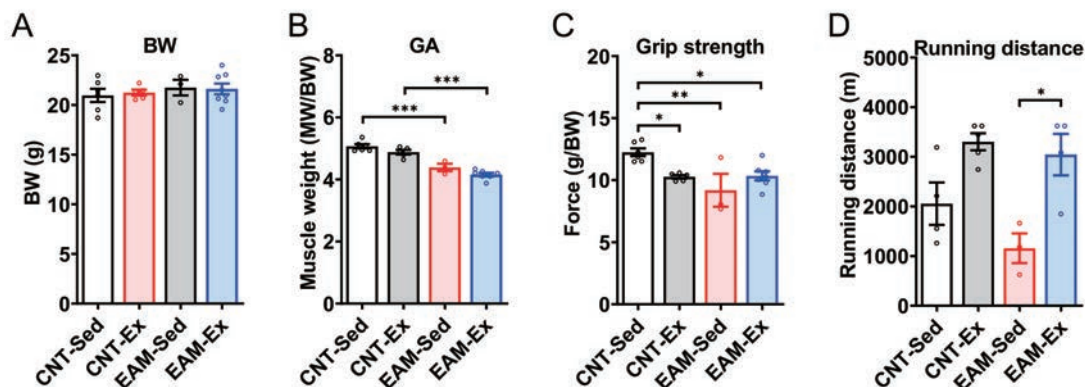 A
BW
BW (g)
25
20
15
10
5
0
CNT-Sed
CNT-Ex
EAM-Sed
EAM-Ex
B
GA
Muscle weight (MW/BW)
8
6
4
2
0
***
***
CNT-Sed
CNT-Ex
EAM-Sed
EAM-Ex
C
Grip strength
Force (g/BW)
20
15
10
5
0
*
**
*
CNT-Sed
CNT-Ex
EAM-Sed
EAM-Ex
D
Running distance
Running distance (m)
5000
4000
3000
2000
1000
0
*
CNT-Sed
CNT-Ex
EAM-Sed
EAM-Ex